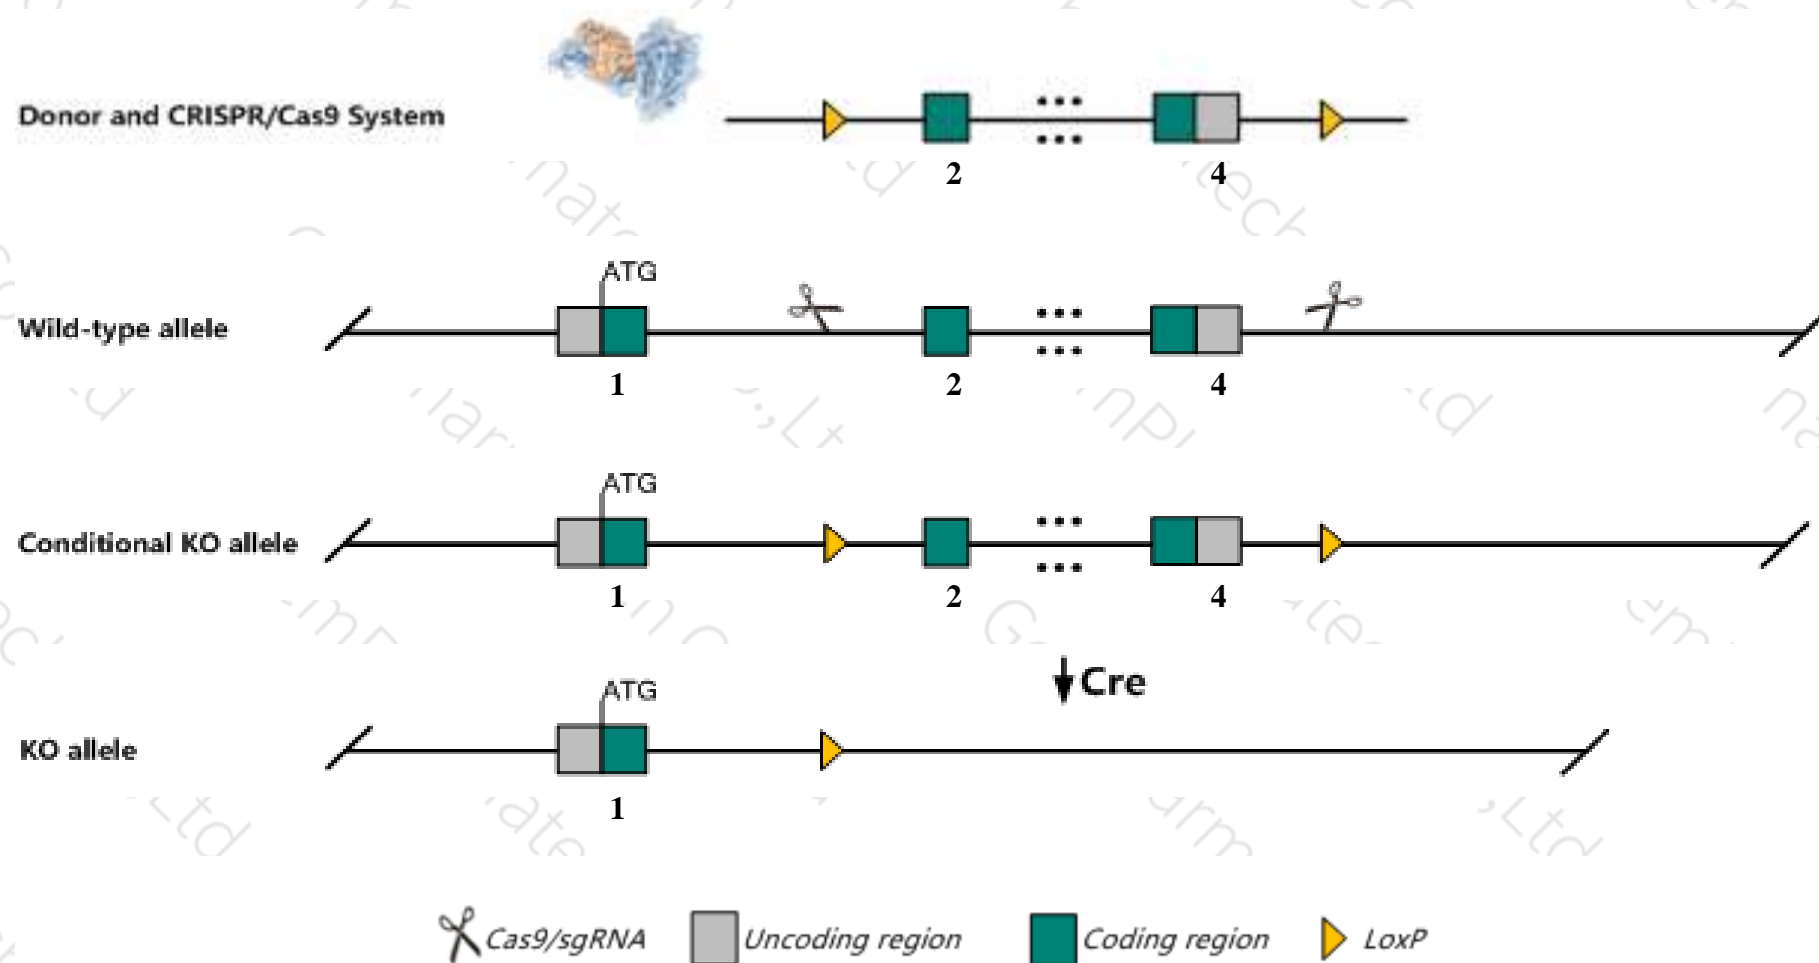 Donor and CRISPR/Cas9 System
2
4
ATG
Wild-type allele
1
2
4
ATG
Conditional KO allele
1
2
4
Cre
ATG
KO allele
1
Cas9/sgRNA
Uncoding region
Coding region
LoxP